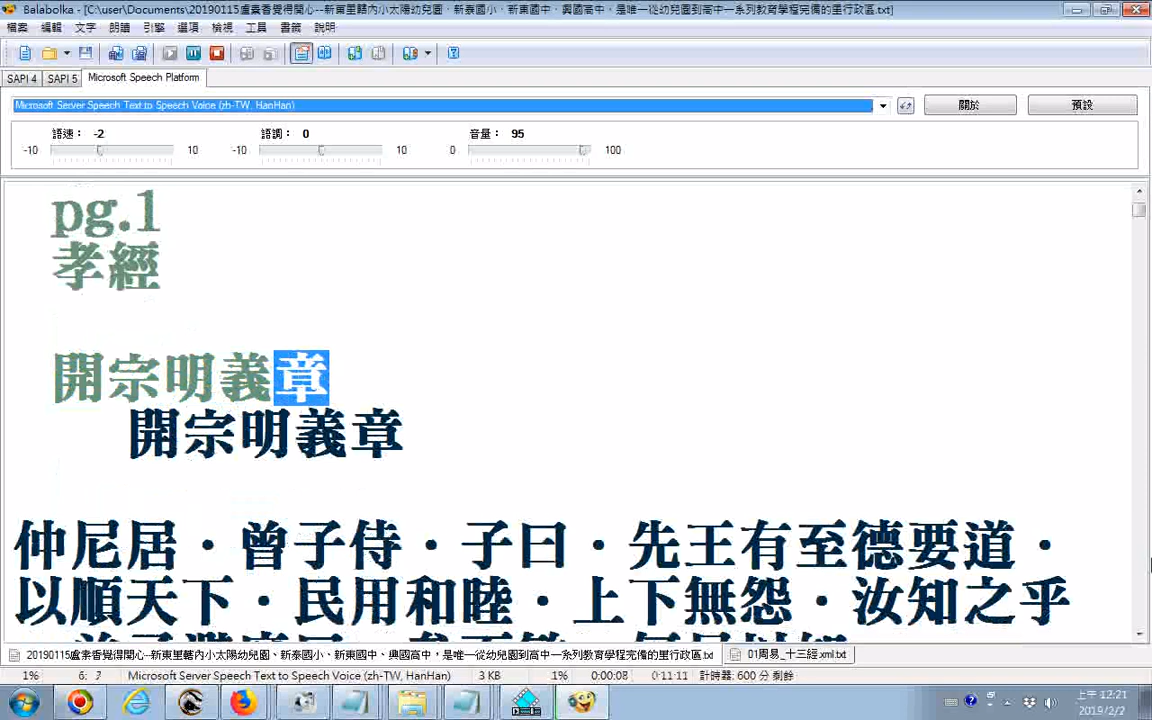 Balabolka - [C:\user\Documents\20190115盧素香覺得開心--新東里轄內小太陽幼兒園、新泰國小、新東國中、興國高中，是唯一從幼兒園到高中一系列教育學程完備的里行政區.txt]
檔案 編輯 文字 朗讀 引擎 選項 檢視 工具 書籤 說明
SAPI 4 SAPI 5 Microsoft Speech Platform
Microsoft Server Speech Text to Speech Voice (zh-TW, HanHan) 關於 預設
語速： -2 語調： 0 音量： 95
-10 10 -10 10 0 100
pg.1
孝經
開宗明義章
開宗明義章
仲尼居．曾子侍．子曰．先王有至德要道．
以順天下．民用和睦．上下無怨．汝知之乎
20190115盧素香覺得開心--新東里轄內小太陽幼兒園、新泰國小、新東國中、興國高中，是唯一從幼兒園到高中一系列教育學程完備的里行政區.txt 01周易_十三經.xml.txt
1% 6: 7 Microsoft Server Speech Text to Speech Voice (zh-TW, HanHan) 3 KB 1% 0:00:08 0:11:11 計時器: 600 分 剩餘
上午 12:21
2019/2/2